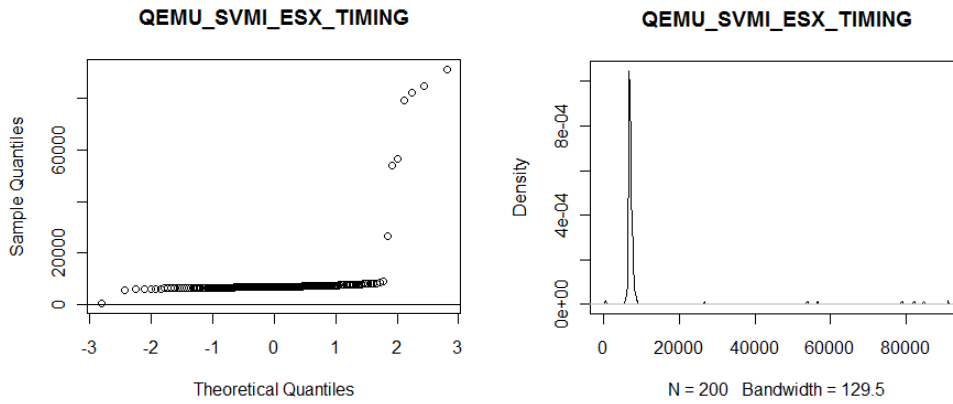 QEMU_SVMI_ESX_TIMING
Sample Quantiles
0
20000
60000
-3
-2
-1
0
1
2
3
Theoretical Quantiles
QEMU_SVMI_ESX_TIMING
Density
0e+00
4e-04
8e-04
0
20000
40000
60000
80000
N = 200 Bandwidth = 129.5